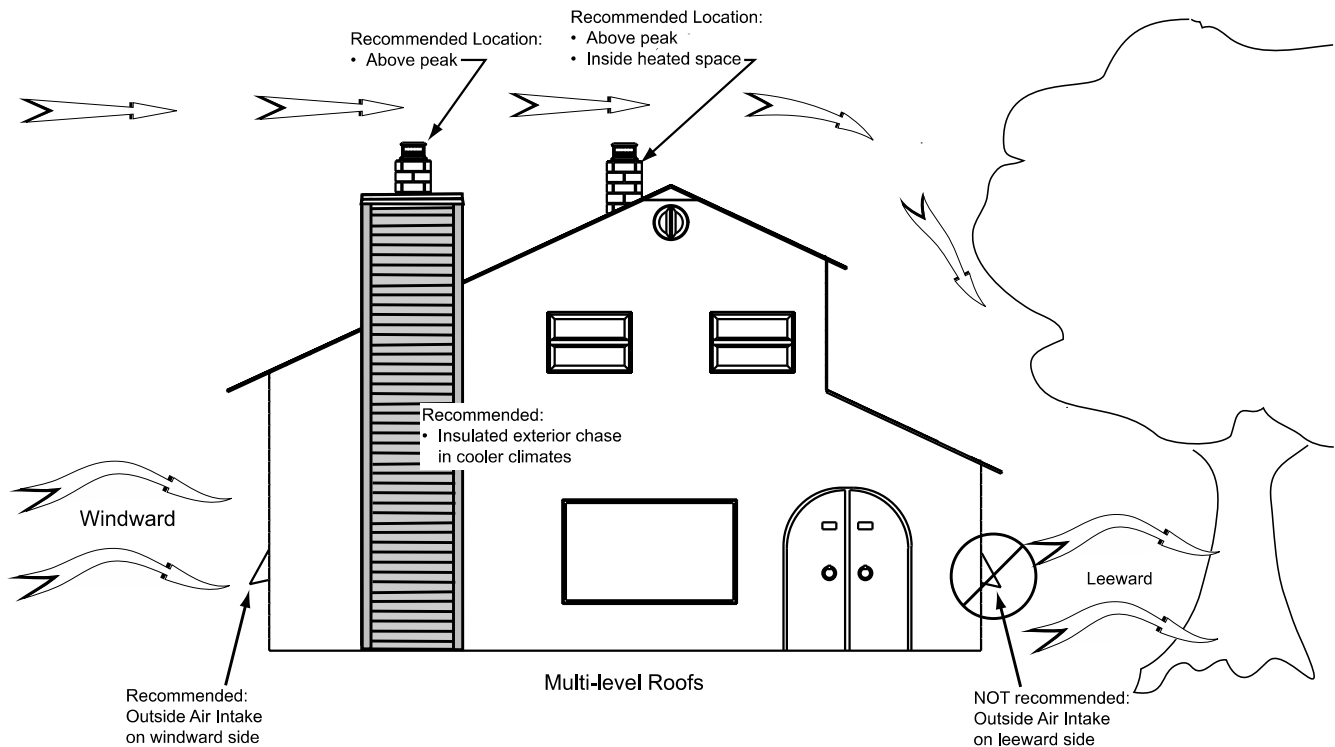 Recommended Location:
• Above peak
Recommended Location:
• Above peak
• Inside heated space
Recommended:
• Insulated exterior chase
in cooler climates
Windward
Leeward
Recommended:
Outside Air Intake
on windward side
Multi-level Roofs
NOT recommended:
Outside Air Intake
on leeward side